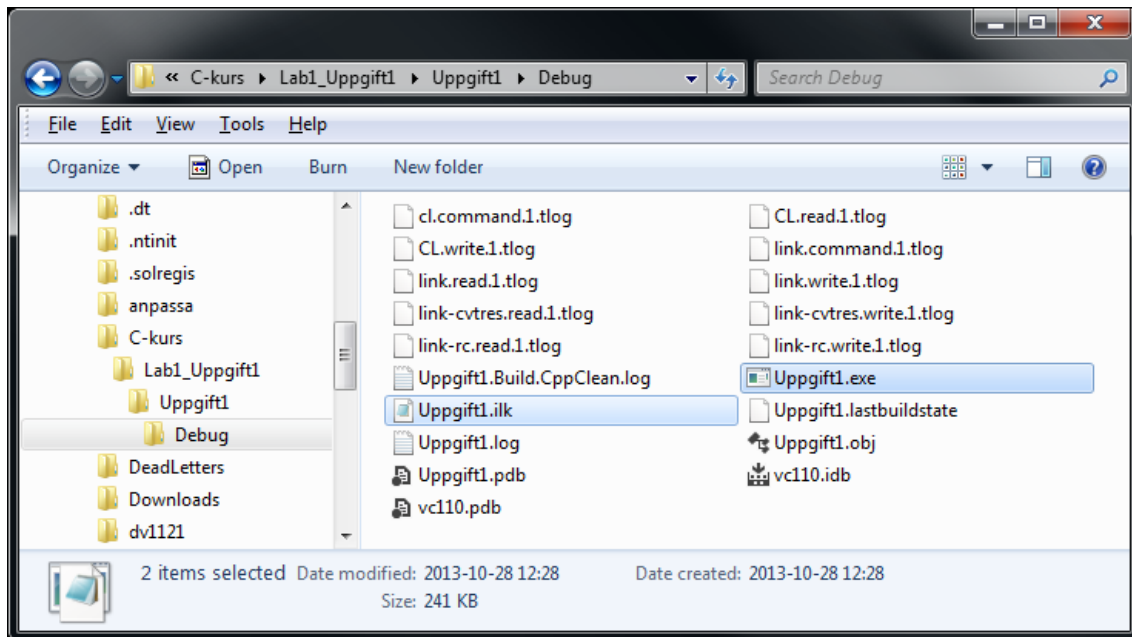 « C-kurs ▸ Lab1_Uppgift1 ▸ Uppgift1 ▸ Debug
Search Debug
File Edit View Tools Help
Organize Open Burn New folder
.dt
.ntinit
.solregis
anpassa
C-kurs
Lab1_Uppgift1
Uppgift1
Debug
DeadLetters
Downloads
dv1121
cl.command.1.tlog CL.read.1.tlog
CL.write.1.tlog link.command.1.tlog
link.read.1.tlog link.write.1.tlog
link-cvtres.read.1.tlog link-cvtres.write.1.tlog
link-rc.read.1.tlog link-rc.write.1.tlog
Uppgift1.Build.CppClean.log Uppgift1.exe
Uppgift1.ilk Uppgift1.lastbuildstate
Uppgift1.log Uppgift1.obj
Uppgift1.pdb vc110.idb
vc110.pdb
2 items selected Date modified: 2013-10-28 12:28 Date created: 2013-10-28 12:28
Size: 241 KB